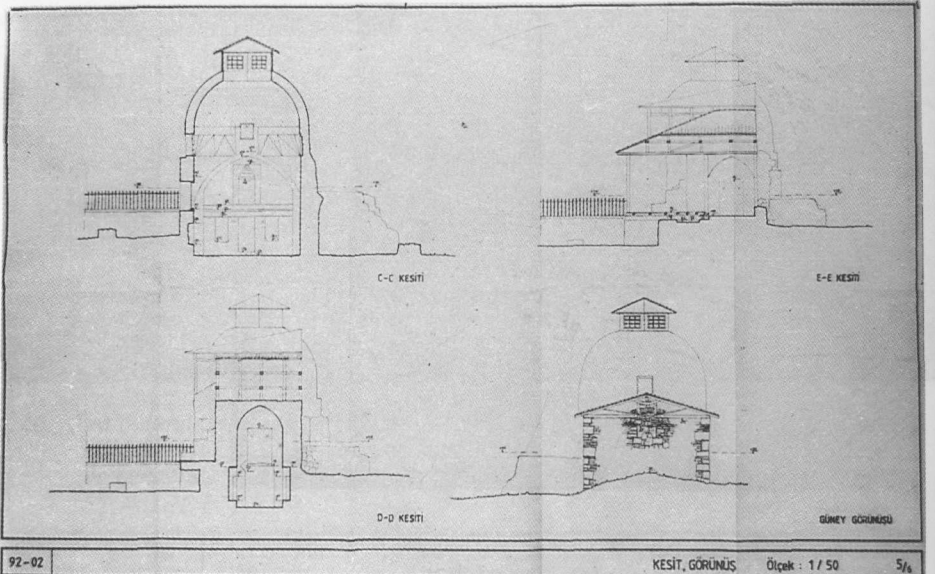 C-C KESİTİ
E-E KESİTİ
D-D KESİTİ
GÜNEY GÖRÜNÜŞÜ
92-02
KESİT, GÖRÜNÜŞ Ölçek : 1/50 5/6